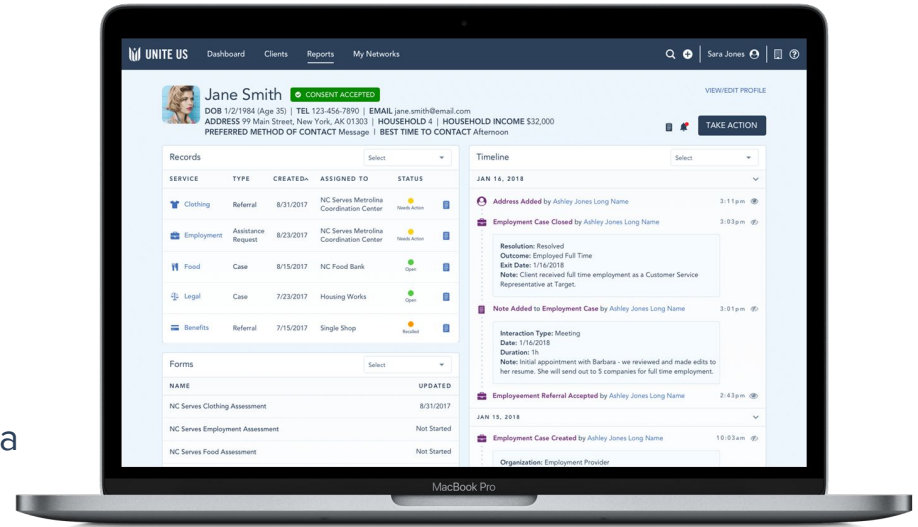 UNITE US
Dashboard Clients Reports My Networks
Sara Jones
Jane Smith CONSENT ACCEPTED
VIEW/EDIT PROFILE
DOB 1/2/1984 (Age 35) | TEL 123-456-7890 | EMAIL jane.smith@email.com
ADDRESS 99 Main Street, New York, AK 01303 | HOUSEHOLD 4 | HOUSEHOLD INCOME $32,000
PREFERRED METHOD OF CONTACT Message | BEST TIME TO CONTACT Afternoon
TAKE ACTION
Records Select
SERVICE TYPE CREATED ASSIGNED TO STATUS
Clothing Referral 8/31/2017 NC Serves Metrolina Coordination Center Needs Action
Employment Assistance Request 8/23/2017 NC Serves Metrolina Coordination Center Needs Action
Food Case 8/15/2017 NC Food Bank Open
Legal Case 7/23/2017 Housing Works Open
Benefits Referral 7/15/2017 Single Shop Recalled
Forms Select
NAME UPDATED
NC Serves Clothing Assessment 8/31/2017
NC Serves Employment Assessment Not Started
NC Serves Food Assessment Not Started
Timeline Select
JAN 16, 2018
Address Added by Ashley Jones Long Name 3:11pm
Employment Case Closed by Ashley Jones Long Name 3:03pm
Resolution: Resolved
Outcome: Employed Full Time
Exit Date: 1/16/2018
Note: Client received full time employment as a Customer Service
Representative at Target.
Note Added to Employment Case by Ashley Jones Long Name 3:01pm
Interaction Type: Meeting
Date: 1/16/2018
Duration: 1h
Note: Initial appointment with Barbara - we reviewed and made edits to
her resume. She will send out to 5 companies for full time employment.
Employeement Referral Accepted by Ashley Jones Long Name 2:43pm
JAN 15, 2018
Employment Case Created by Ashley Jones Long Name 10:03am
Organization: Employment Provider
MacBook Pro
a